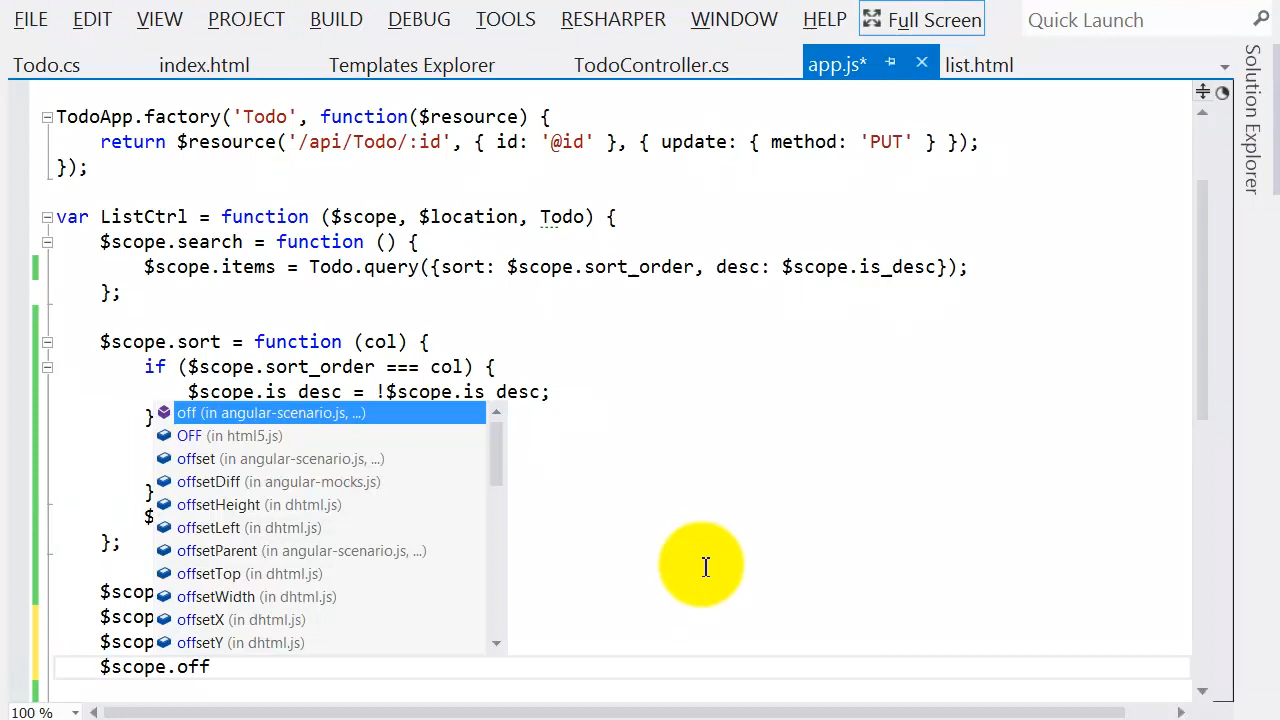 FILE EDIT VIEW PROJECT BUILD DEBUG TOOLS RESHARPER WINDOW HELP Full Screen Quick Launch
Todo.cs index.html Templates Explorer TodoController.cs app.js* list.html
Solution Explorer
TodoApp.factory('Todo', function($resource) {
return $resource('/api/Todo/:id', { id: '@id' }, { update: { method: 'PUT' } });
});
var ListCtrl = function ($scope, $location, Todo) {
$scope.search = function () {
$scope.items = Todo.query({sort: $scope.sort_order, desc: $scope.is_desc});
};
$scope.sort = function (col) {
if ($scope.sort_order === col) {
$scope.is_desc = !$scope.is_desc;
}
off (in angular-scenario.js, ...)
OFF (in html5.js)
offset (in angular-scenario.js, ...)
offsetDiff (in angular-mocks.js)
}
offsetHeight (in dhtml.js)
$
offsetLeft (in dhtml.js)
};
offsetParent (in angular-scenario.js, ...)
offsetTop (in dhtml.js)
$scop
offsetWidth (in dhtml.js)
$scop
offsetX (in dhtml.js)
$scop
offsetY (in dhtml.js)
$scope.off
100 %